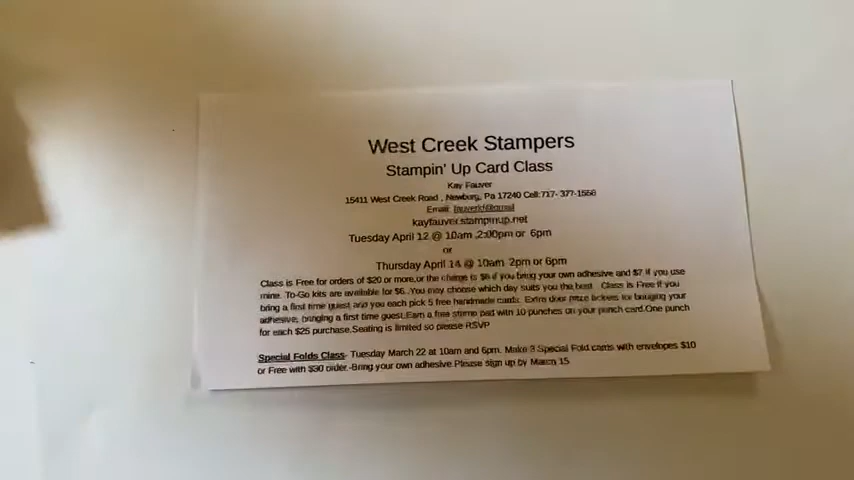 West Creek Stampers
Stampin' Up Card Class
Kay Fauver
15411 West Creek Road , Newburg, Pa 17240 Cell:717- 377-1558
Email:
kayfauver.stampinup.net
Tuesday April 12 @ 10am ,2:00pm or 6pm
or
Thursday April 14 @ 10am 2pm or 6pm
Class is Free for orders of $20 or more,or the charge is $6 if you bring your own adhesive and $7 if you use
mine. To-Go kits are available for $6. You may choose which day suits you the best. Class is Free if you
bring a first time guest and you each pick 5 free handmade cards. Extra door prize tickets for bringing your
adhesive, bringing a first time guest.Earn a free stamp pad with 10 punches on your punch card.One punch
for each $25 purchase.Seating is limited so please RSVP
Special Folds Class- Tuesday March 22 at 10am and 6pm. Make 3 Special Fold cards with envelopes $10
or Free with $30 order.-Bring your own adhesive.Please sign up by March 15